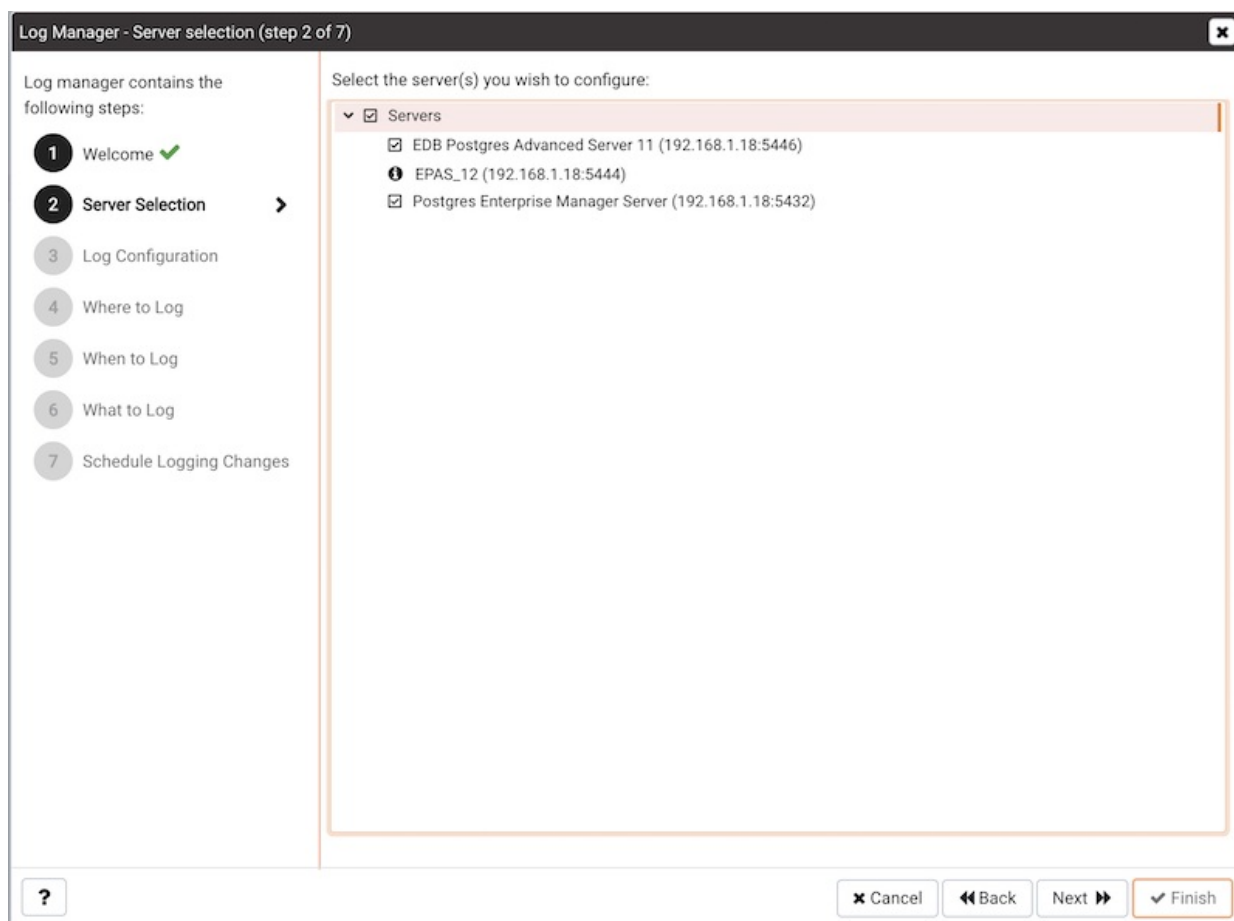 Log Manager - Server selection (step 2 of 7)
Log manager contains the
following steps:
1 Welcome
2 Server Selection
3 Log Configuration
4 Where to Log
5 When to Log
6 What to Log
7 Schedule Logging Changes
Select the server(s) you wish to configure:
Servers
EDB Postgres Advanced Server 11 (192.168.1.18:5446)
EPAS_12 (192.168.1.18:5444)
Postgres Enterprise Manager Server (192.168.1.18:5432)
? Cancel Back Next Finish